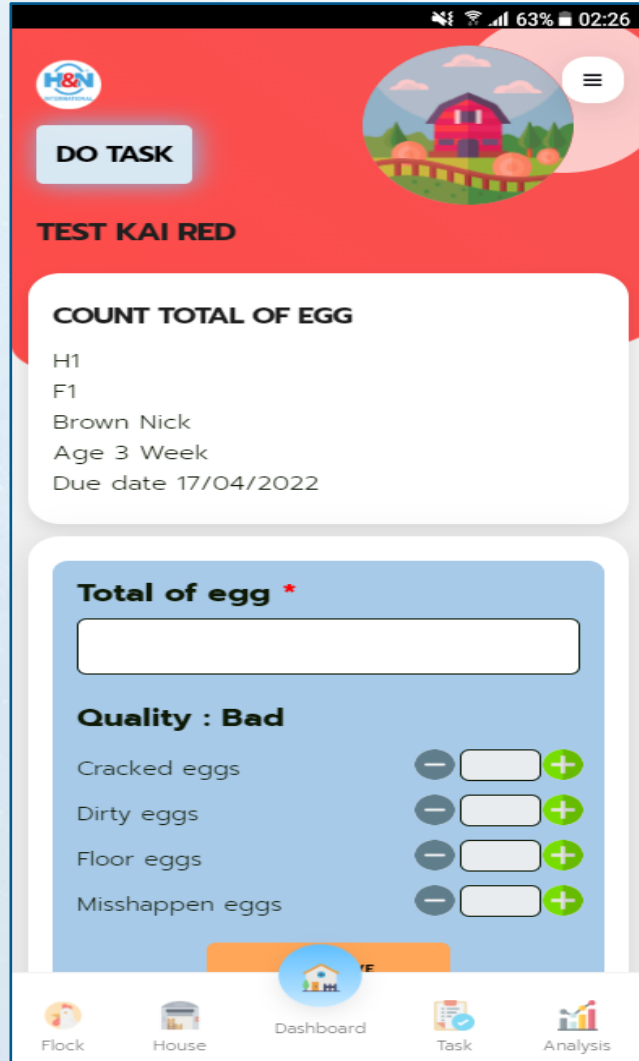 63% 02:26
H&N
INTERNATIONAL
DO TASK
TEST KAI RED
COUNT TOTAL OF EGG
H1
F1
Brown Nick
Age 3 Week
Due date 17/04/2022
Total of egg *
Quality : Bad
Cracked eggs
Dirty eggs
Floor eggs
Misshappen eggs
Flock House Dashboard Task Analysis